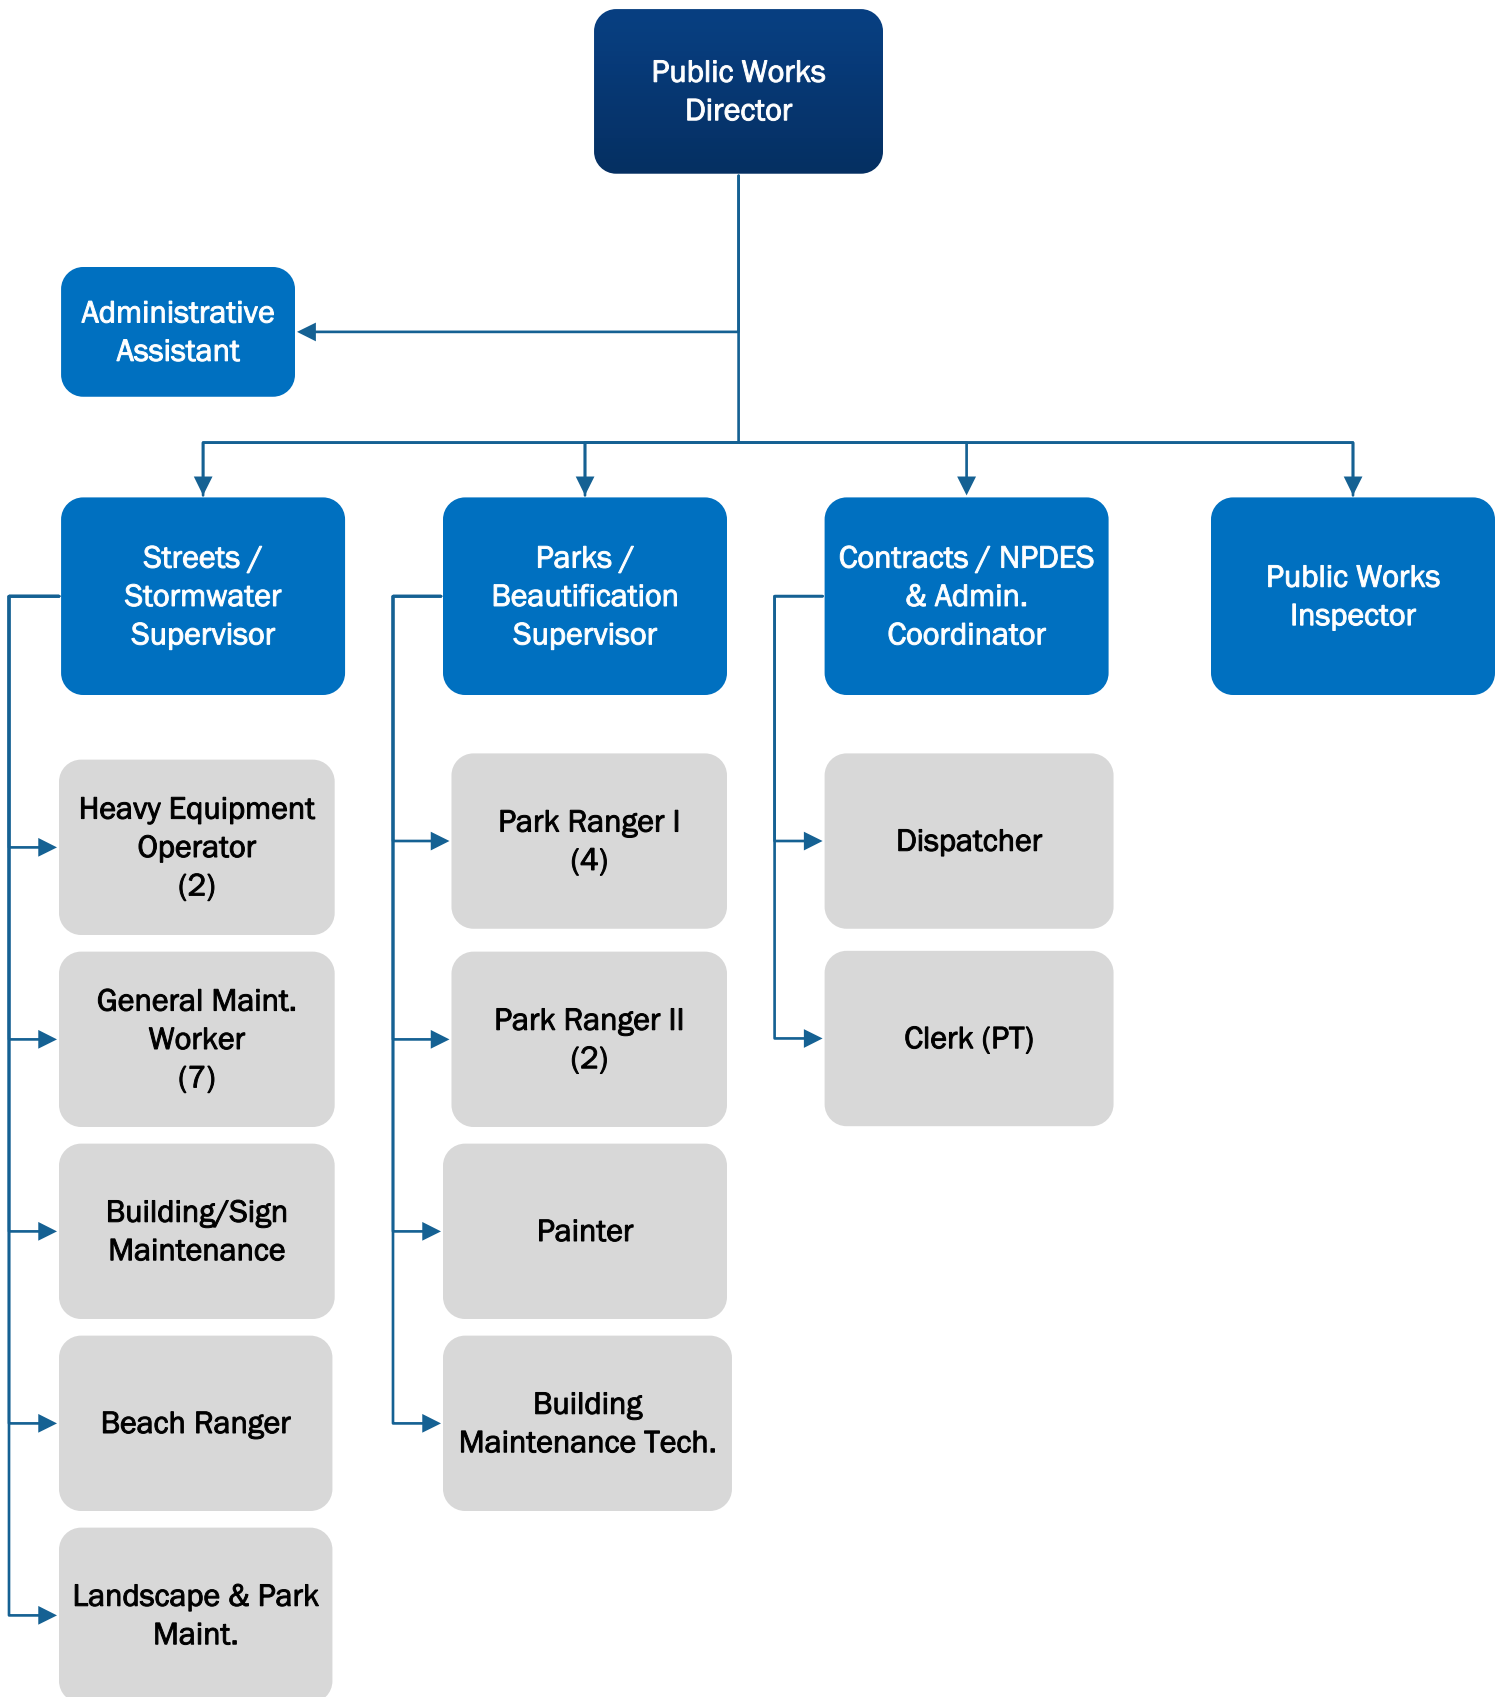 Public Works
Director
Administrative
Assistant
Streets /
Stormwater
Supervisor
Parks /
Beautification
Supervisor
Contracts / NPDES
& Admin.
Coordinator
Public Works
Inspector
Heavy Equipment
Operator
(2)
General Maint.
Worker
(7)
Building/Sign
Maintenance
Beach Ranger
Landscape & Park
Maint.
Park Ranger I
(4)
Park Ranger II
(2)
Painter
Building
Maintenance Tech.
Dispatcher
Clerk (PT)